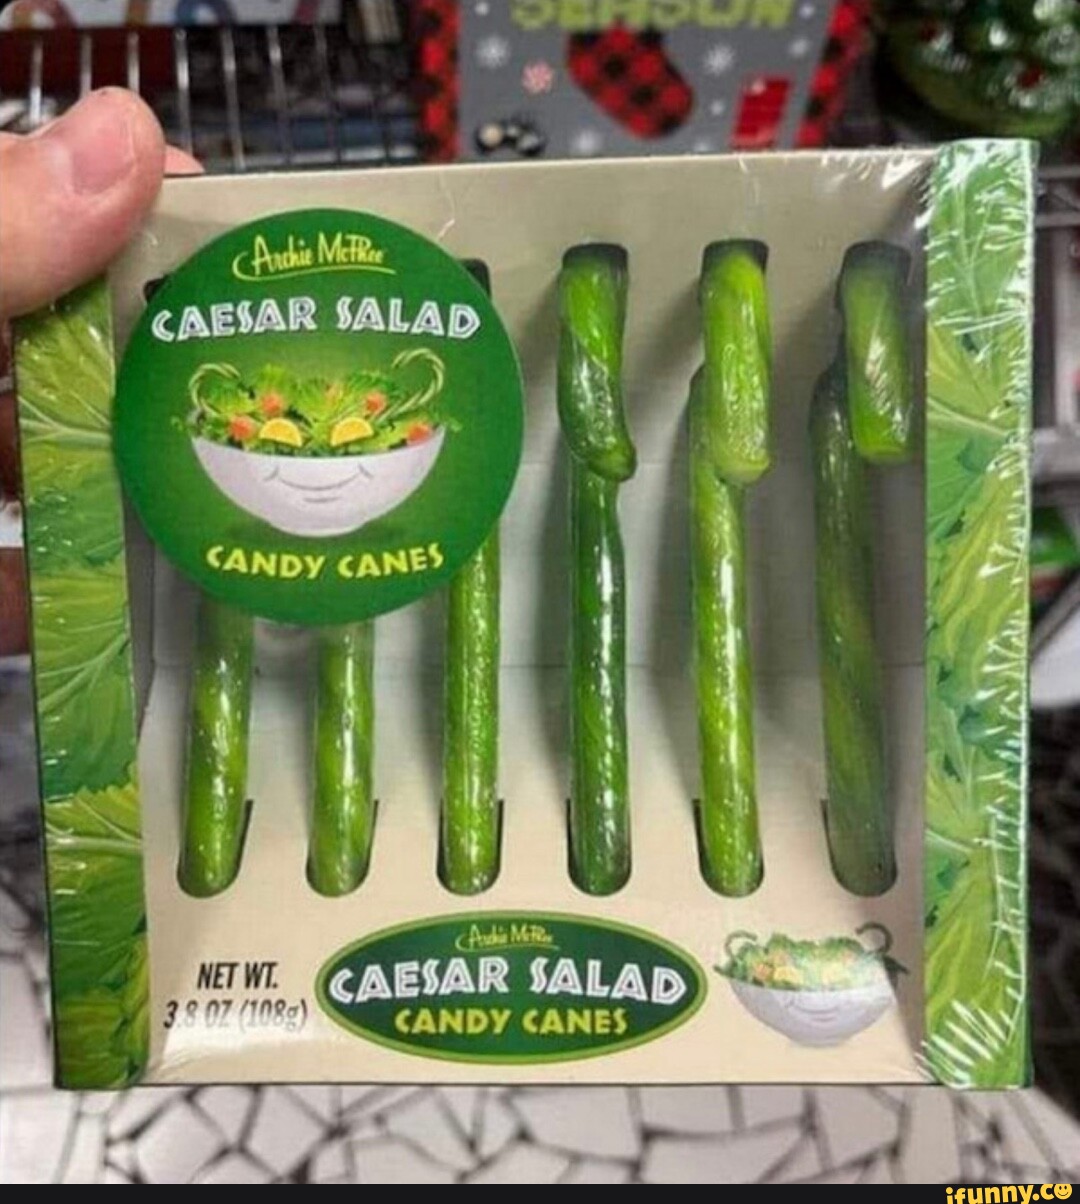 SEASON
Archie McPhee
CAESAR SALAD
CANDY CANES
Archie McPhee
CAESAR SALAD
CANDY CANES
NET WT.
3.8 OZ (108g)
ifunny.co